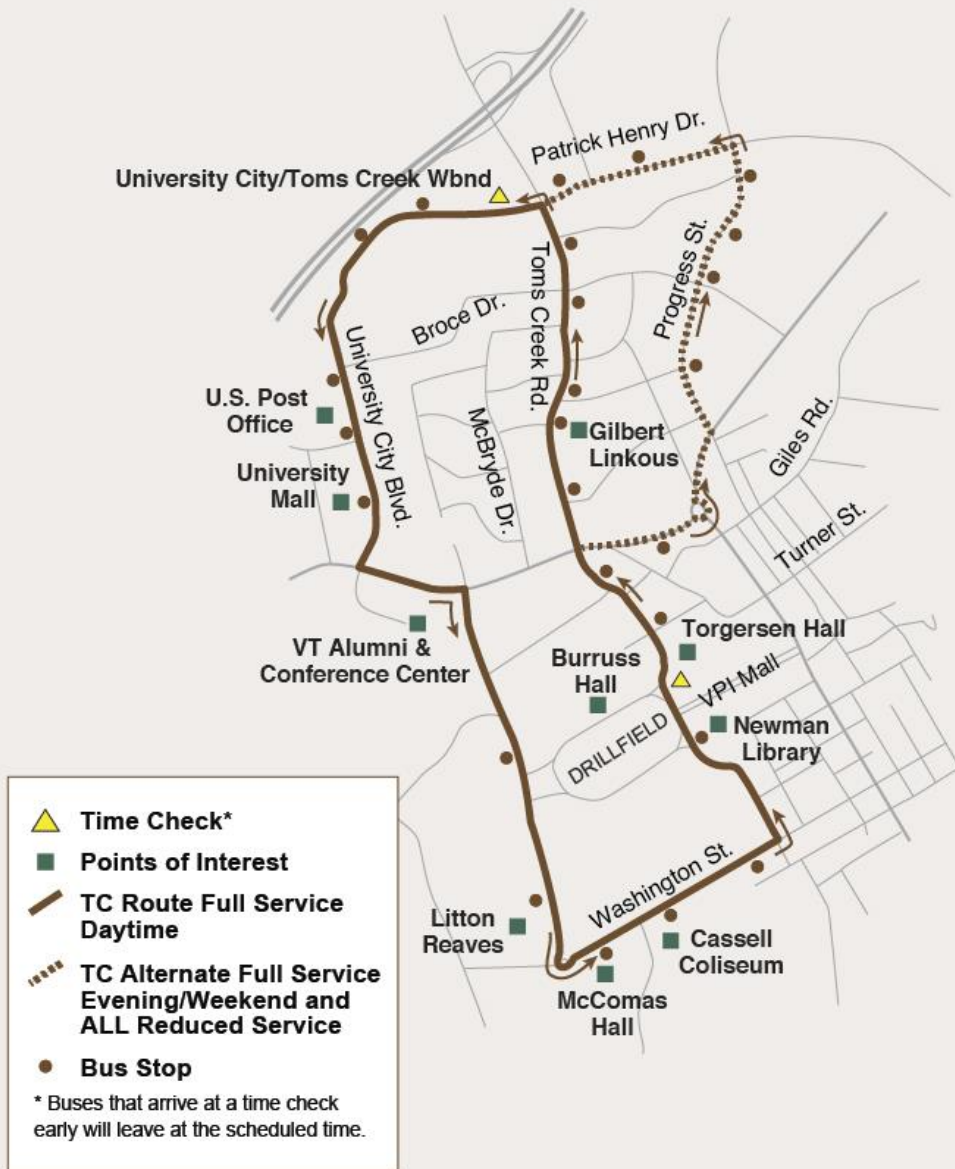 Patrick Henry Dr.
University City/Toms Creek Wbnd
Toms Creek Rd.
Progress St.
Broce Dr.
University City Blvd.
McBryde Dr.
U.S. Post
Office
University
Mall
Gilbert
Linkous
Giles Rd.
Turner St.
VT Alumni &
Conference Center
Burruss
Hall
Torgersen Hall
VPI Mall
DRILLFIELD
Newman
Library
Washington St.
Litton
Reaves
Cassell
Coliseum
McComas
Hall
Time Check*
Points of Interest
TC Route Full Service
Daytime
TC Alternate Full Service
Evening/Weekend and
ALL Reduced Service
Bus Stop
* Buses that arrive at a time check
early will leave at the scheduled time.